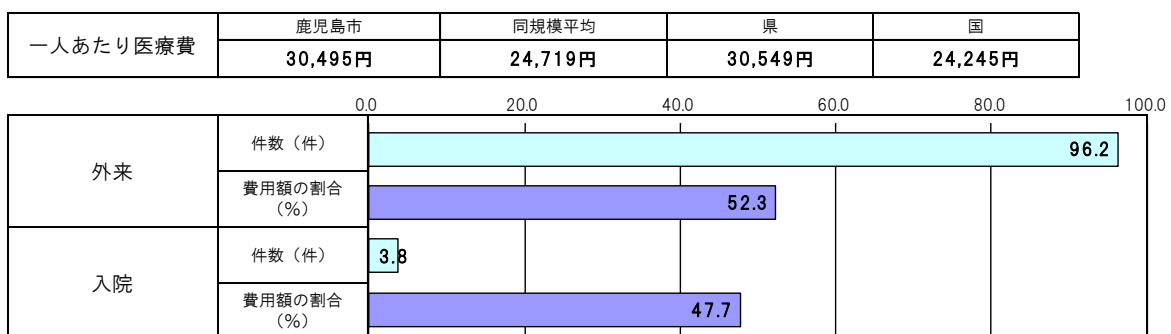 一人あたり医療費
鹿児島市 同規模平均 県 国
30,495円 24,719円 30,549円 24,245円
0.0 20.0 40.0 60.0 80.0 100.0
外来
件数（件）
96.2
費用額の割合
（%）
52.3
入院
件数（件）
3.8
費用額の割合
（%）
47.7